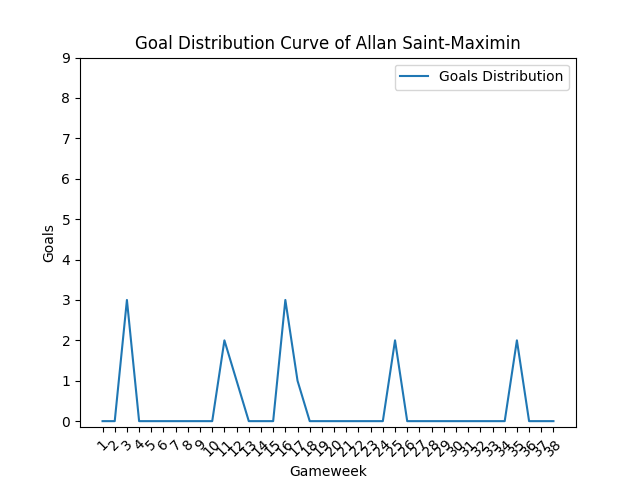 Goal Distribution Curve of Allan Saint-Maximin
Goals Distribution
9
8
7
6
5
4
3
2
1
0
Goals
1 2 3 4 5 6 7 8 9 10 11 12 13 14 15 16 17 18 19 20 21 22 23 24 25 26 27 28 29 30 31 32 33 34 35 36 37 38
Gameweek